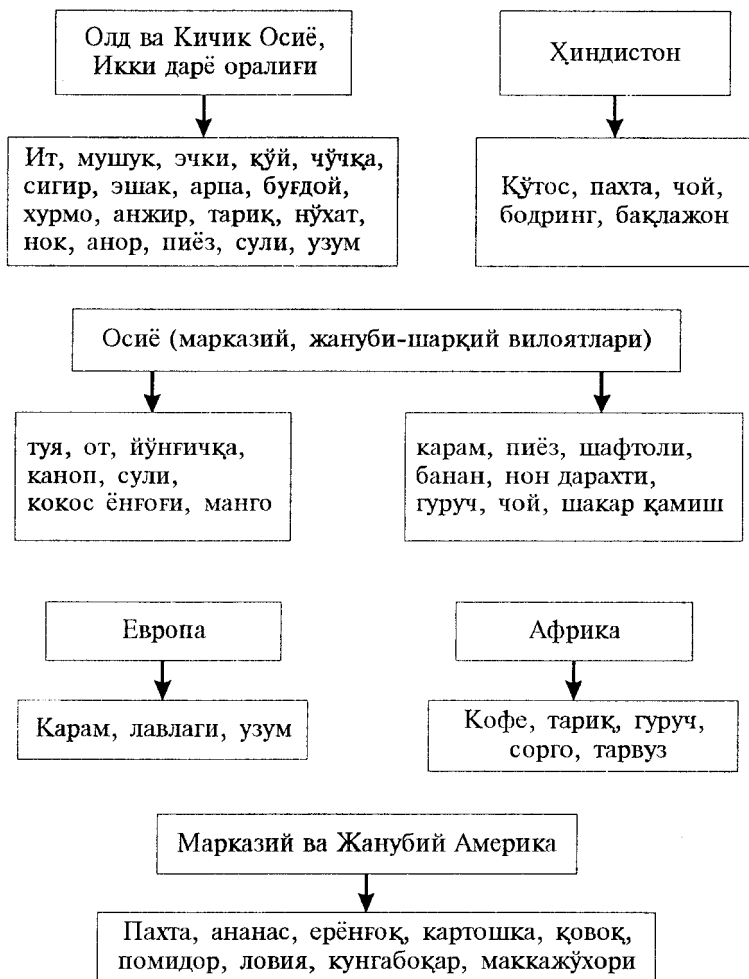 Олд ва Кичик Осиё,
Икки дарё оралиғи
Ҳиндистон
Ит, мушук, эчки, қўй, чўчқа,
сигир, эшак, арпа, буғдой,
хурмо, анжир, тариқ, нўхат,
нок, анор, пиёз, сули, узум
Қўтос, пахта, чой,
бодринг, бақлажон
Осиё (марказий, жануби-шарқий вилоятлари)
туя, от, йўнғичқа,
каноп, сули,
кокос ёнғоғи, манго
карам, пиёз, шафтоли,
банан, нон дарахти,
гуруч, чой, шакар қамиш
Европа
Африка
Карам, лавлаги, узум
Кофе, тариқ, гуруч,
сорго, тарвуз
Марказий ва Жанубий Америка
Пахта, ананас, ерёнғоқ, картошка, қовоқ,
помидор, ловия, кунгабоқар, маккажўхори